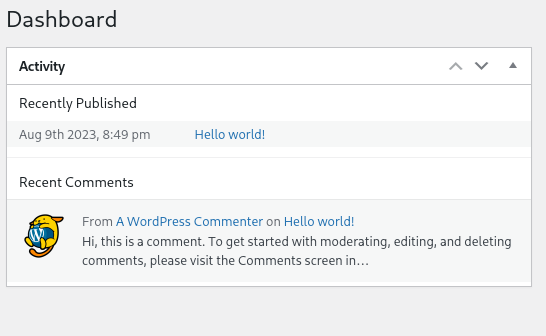 Dashboard
Activity
Recently Published
Aug 9th 2023, 8:49 pm Hello world!
Recent Comments
From A WordPress Commenter on Hello world!
Hi, this is a comment. To get started with moderating, editing, and deleting
comments, please visit the Comments screen in…